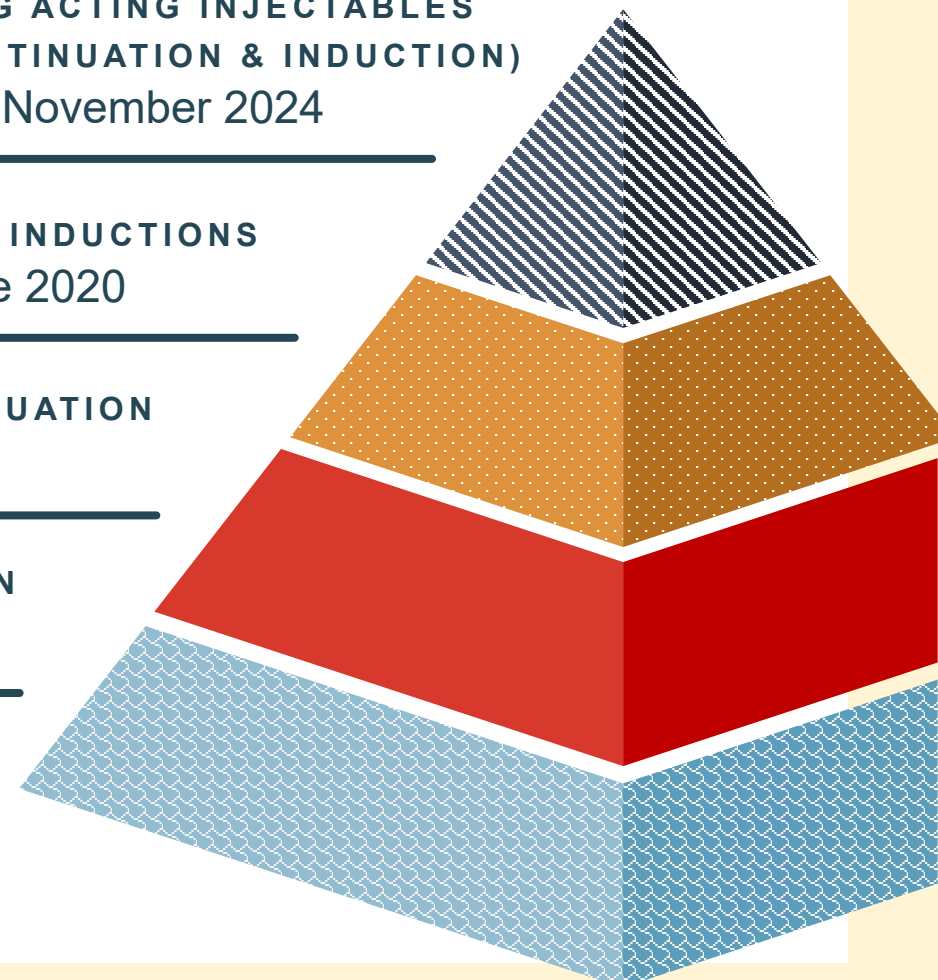 G ACTING INJECTABLES
TINUATION & INDUCTION)
November 2024
INDUCTIONS
e 2020
UATION
N